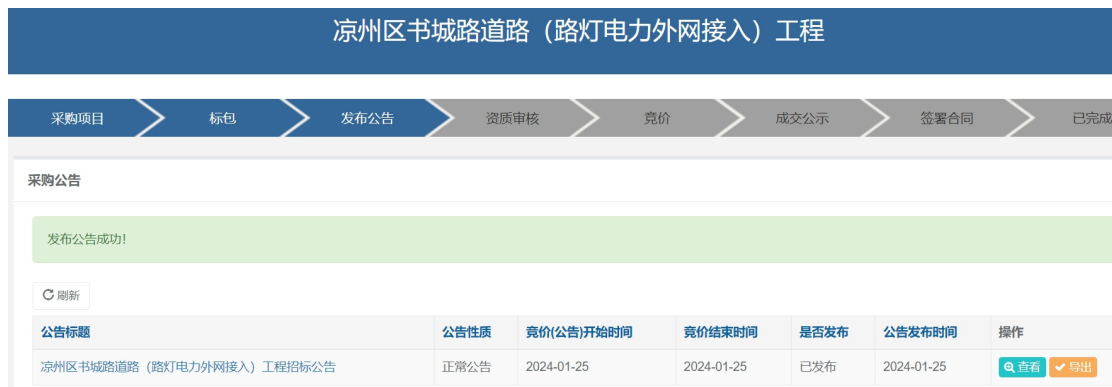 凉州区书城路道路（路灯电力外网接入）工程
采购项目 标包 发布公告 资质审核 竞价 成交公示 签署合同 已完成
采购公告
发布公告成功!
刷新
公告标题 公告性质 竞价(公告)开始时间 竞价结束时间 是否发布 公告发布时间 操作
凉州区书城路道路（路灯电力外网接入）工程招标公告 正常公告 2024-01-25 2024-01-25 已发布 2024-01-25 查看 导出